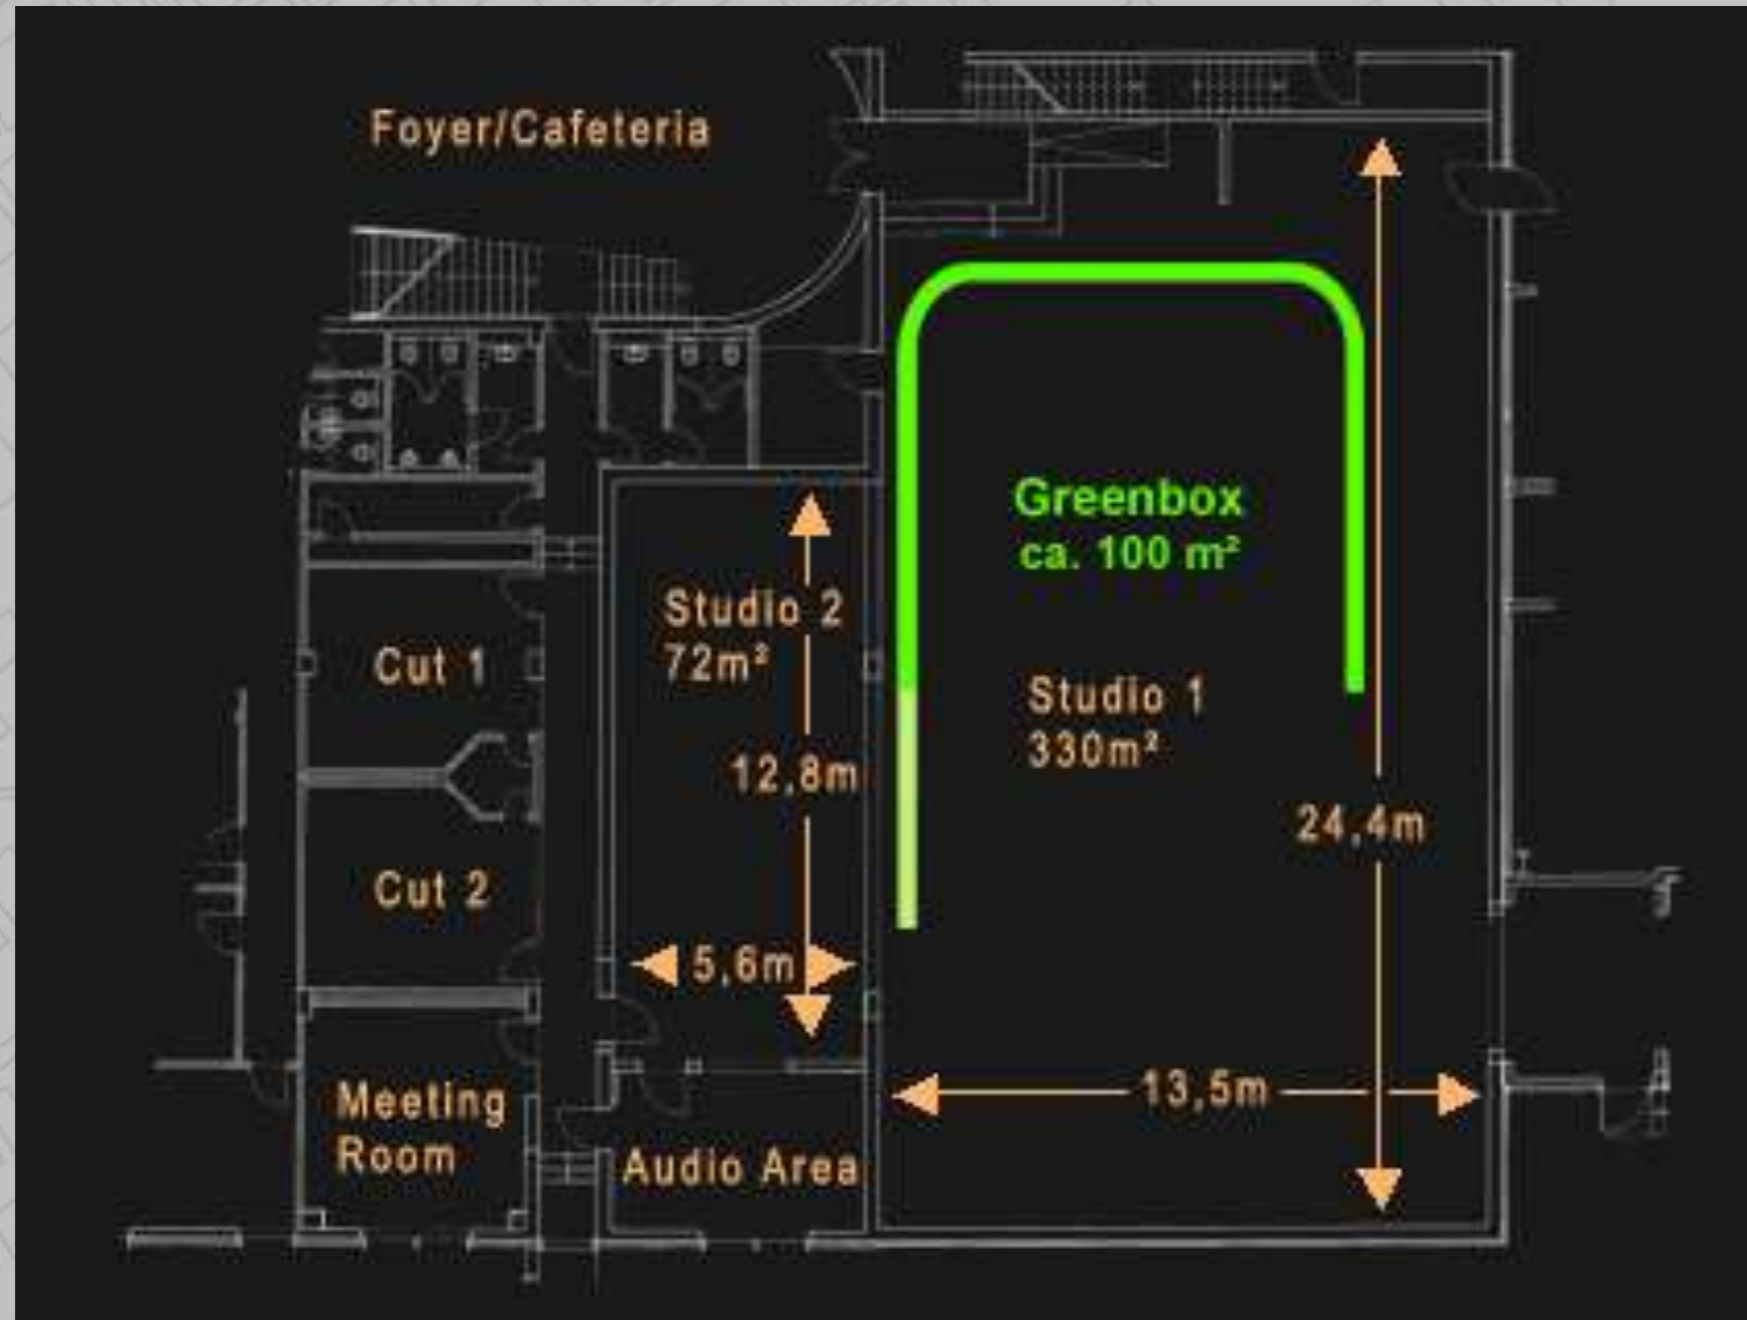 Foyer/Cafeteria
Greenbox
ca. 100 m²
Studio 2
72m²
Cut 1
Studio 1
330m²
12,8m
24,4m
Cut 2
5,6m
13,5m
Meeting
Room
Audio Area